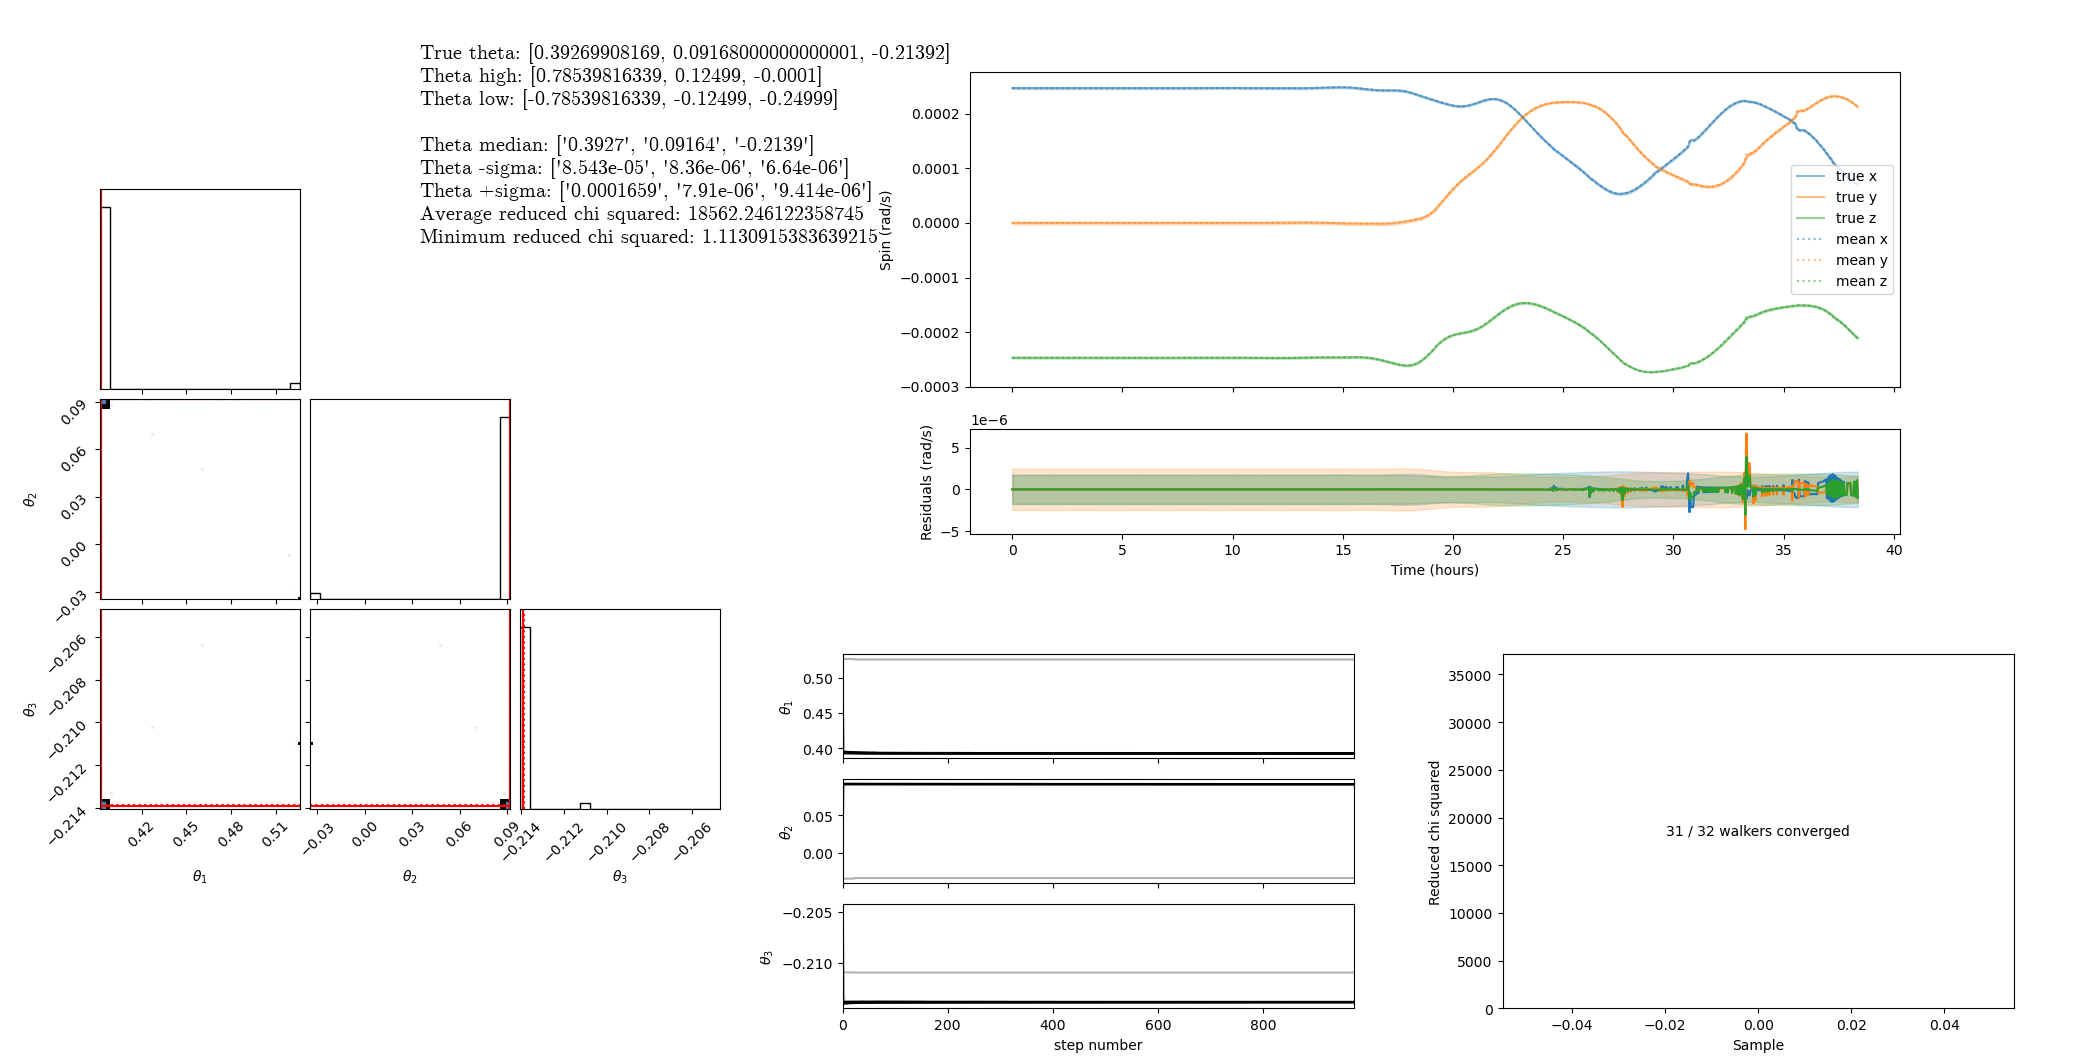 True theta: [0.39269908169, 0.09168000000000001, -0.21392]
Theta high: [0.78539816339, 0.12499, -0.0001]
Theta low: [-0.78539816339, -0.12499, -0.24999]
Theta median: ['0.3927', '0.09164', '-0.2139']
Theta -sigma: ['8.543e-05', '8.36e-06', '6.64e-06']
Theta +sigma: ['0.0001659', '7.91e-06', '9.414e-06']
Average reduced chi squared: 18562.246122358745
Minimum reduced chi squared: 1.1130915383639215
0.09
0.06
0.03
0.00
−0.03
θ2
−0.206
−0.208
−0.210
−0.212
−0.214
θ3
0.42
0.45
0.48
0.51
θ1
−0.03
0.00
0.03
0.06
0.09
θ2
−0.214
−0.212
−0.210
−0.208
−0.206
θ3
0.0002
0.0001
0.0000
−0.0001
−0.0002
−0.0003
Spin (rad/s)
true x
true y
true z
mean x
mean y
mean z
1e−6
5
0
−5
Residuals (rad/s)
0
5
10
15
20
25
30
35
40
Time (hours)
0.50
0.45
0.40
θ1
0.05
0.00
θ2
−0.205
−0.210
θ3
0
200
400
600
800
step number
35000
30000
25000
20000
15000
10000
5000
0
Reduced chi squared
31 / 32 walkers converged
−0.04
−0.02
0.00
0.02
0.04
Sample